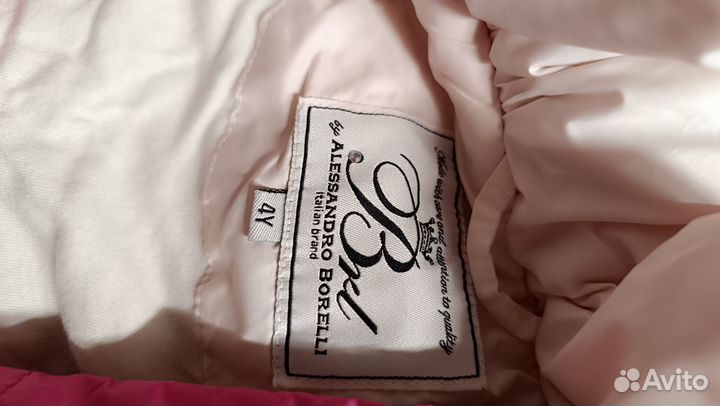 Made with care and attention to quality
Brl
by ALESSANDRO BORELLI
italian brand
4Y
Avito